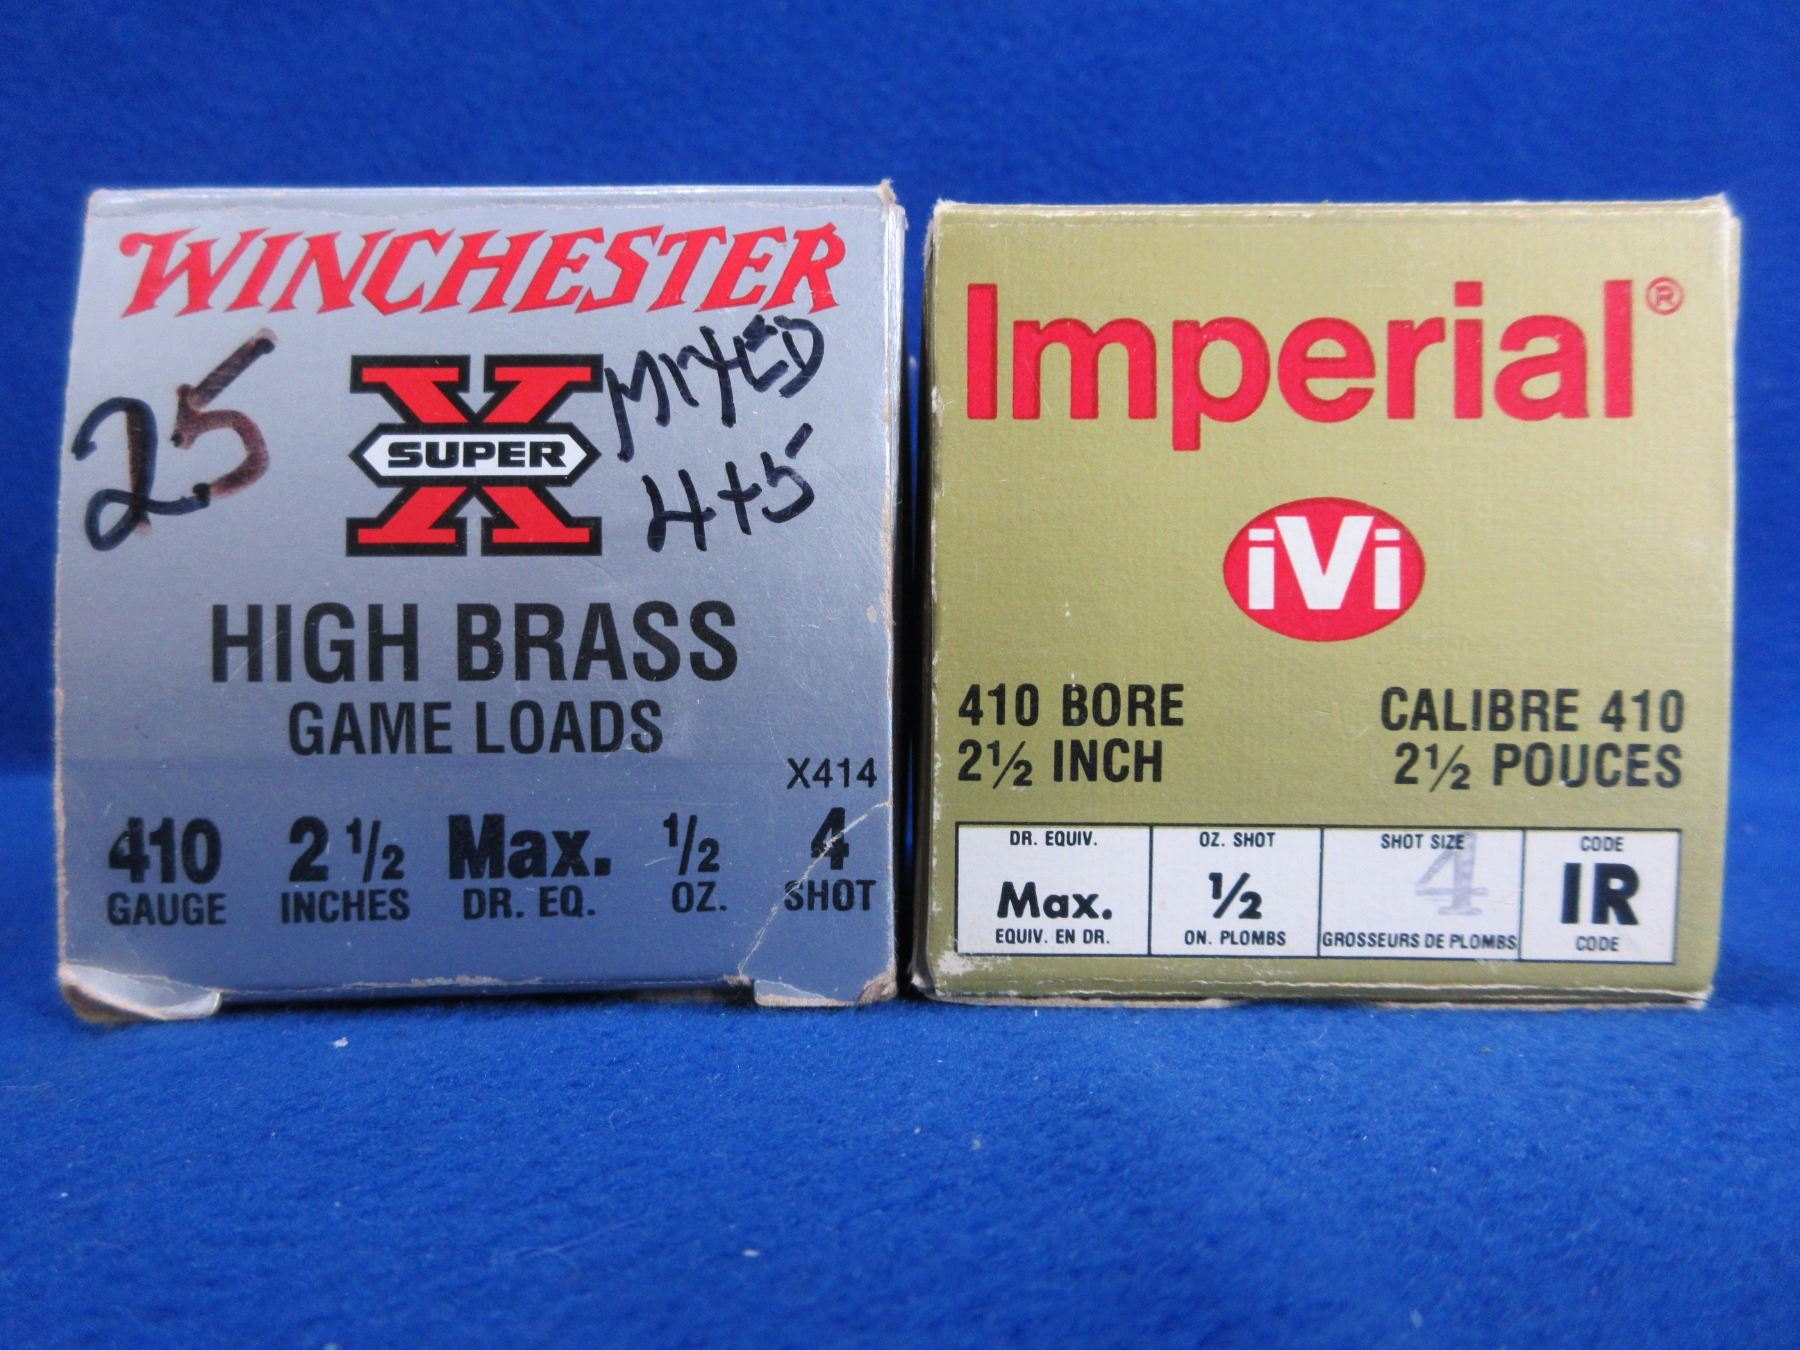 WINCHESTER
25
SUPER X
MIXED
4+5
HIGH BRASS
GAME LOADS
X414
410 2 1/2 Max. 1/2 4
GAUGE INCHES DR. EQ. OZ. SHOT
Imperial®
iVi
410 BORE CALIBRE 410
2½ INCH 2½ POUCES
DR. EQUIV. OZ. SHOT SHOT SIZE CODE
Max. ½ 4 IR
EQUIV. EN DR. ON. PLOMBS GROSSEURS DE PLOMBS CODE